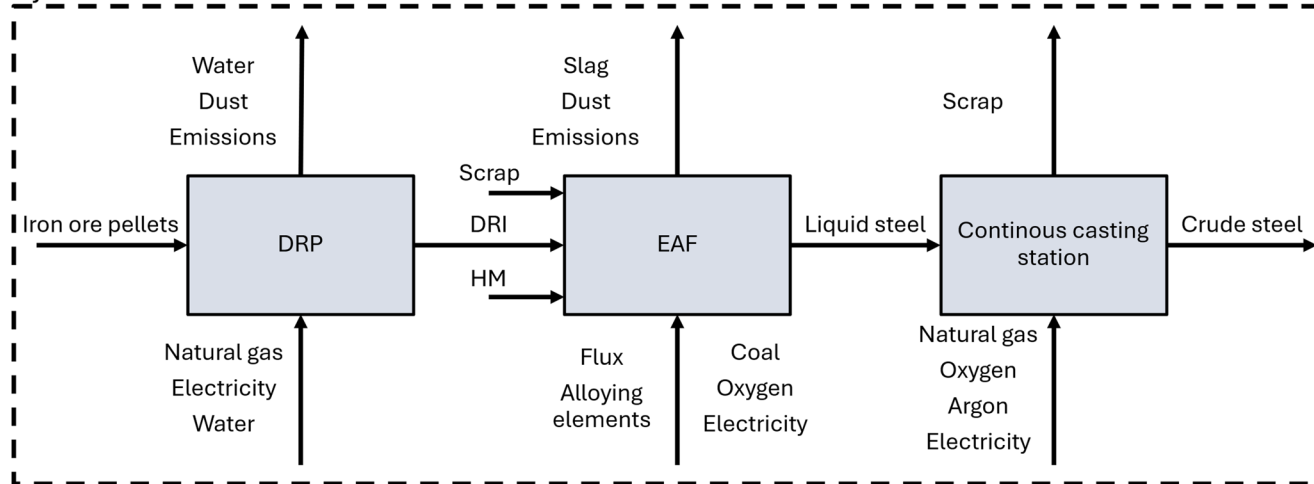 Water
Dust
Emissions
Slag
Dust
Emissions
Scrap
Scrap
Iron ore pellets
DRP
DRI
HM
EAF
Liquid steel
Continous casting
station
Crude steel
Natural gas
Electricity
Water
Flux
Alloying
elements
Coal
Oxygen
Electricity
Natural gas
Oxygen
Argon
Electricity